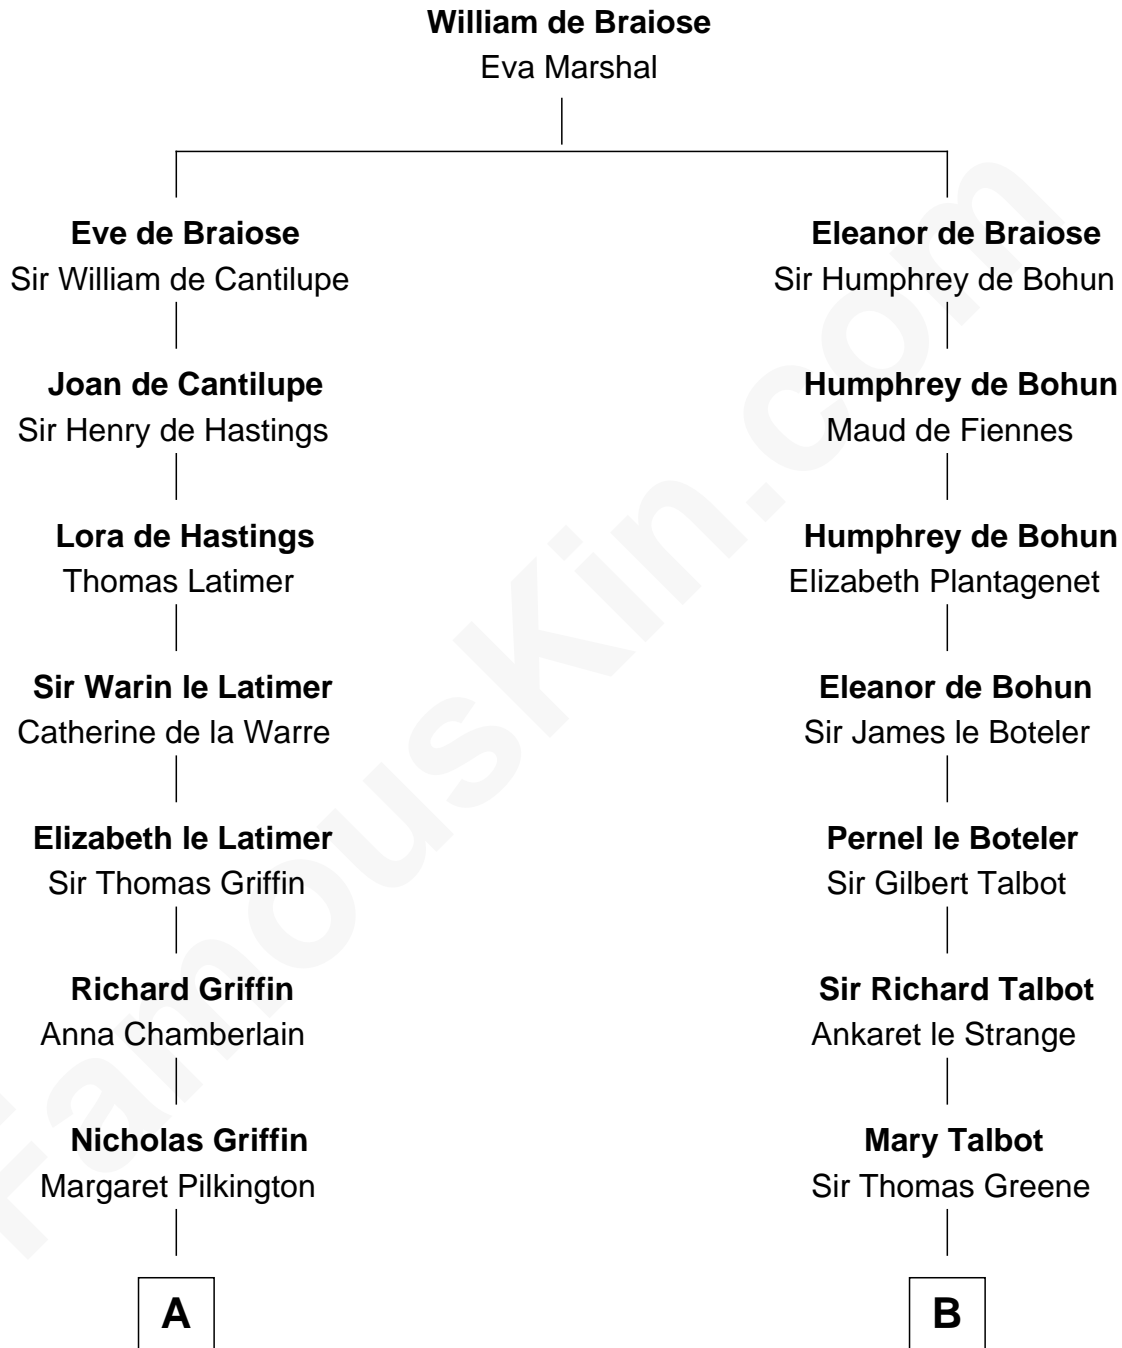 William de Braiose
Eva Marshal
Eve de Braiose
Sir William de Cantilupe
Eleanor de Braiose
Sir Humphrey de Bohun
Joan de Cantilupe
Sir Henry de Hastings
Humphrey de Bohun
Maud de Fiennes
Lora de Hastings
Thomas Latimer
Humphrey de Bohun
Elizabeth Plantagenet
Sir Warin le Latimer
Catherine de la Warre
Eleanor de Bohun
Sir James le Boteler
Elizabeth le Latimer
Sir Thomas Griffin
Pernel le Boteler
Sir Gilbert Talbot
Richard Griffin
Anna Chamberlain
Sir Richard Talbot
Ankaret le Strange
Nicholas Griffin
Margaret Pilkington
Mary Talbot
Sir Thomas Greene
A
B
FamousKin.com